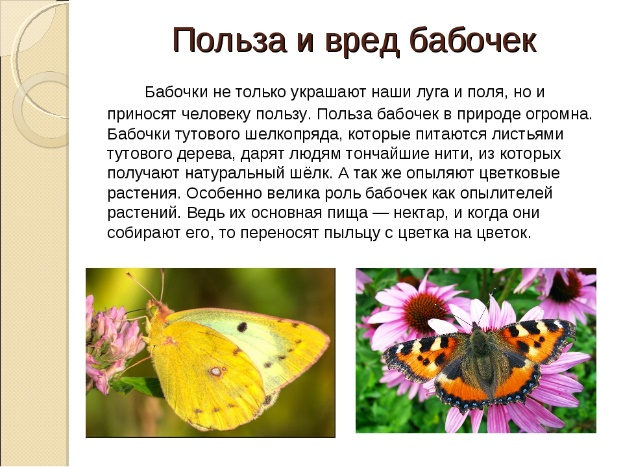 Польза и вред бабочек
Бабочки не только украшают наши луга и поля, но и
приносят человеку пользу. Польза бабочек в природе огромна.
Бабочки тутового шелкопряда, которые питаются листьями
тутового дерева, дарят людям тончайшие нити, из которых
получают натуральный шёлк. А так же опыляют цветковые
растения. Особенно велика роль бабочек как опылителей
растений. Ведь их основная пища — нектар, и когда они
собирают его, то переносят пыльцу с цветка на цветок.